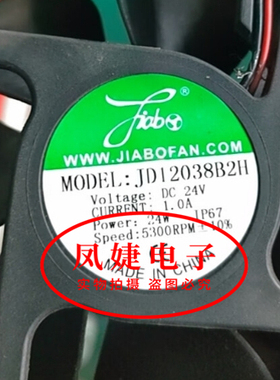 Jiabo
WWW.JIABOFAN.COM
MODEL:JD12038B2H
Voltage: DC 24V
CURRENT: 1.0A
Power: 24W IP67
Speed:5300RPM±10%
凤婕电子
实物拍摄 盗图必究
MADE IN CHINA